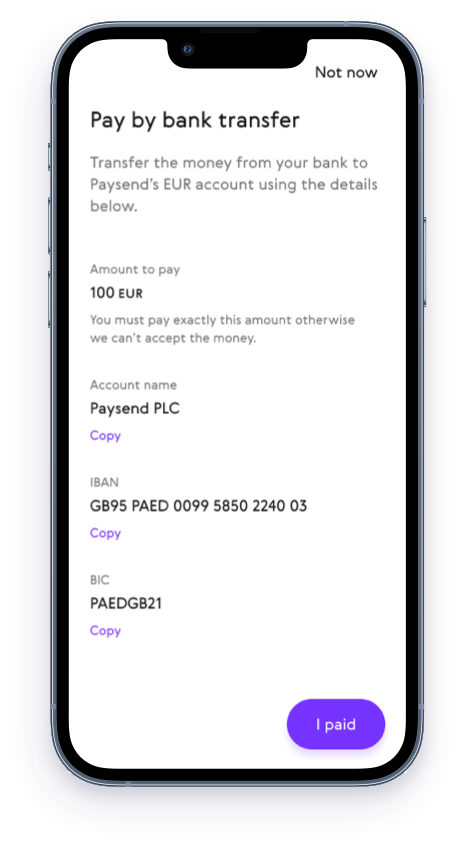 Not now
Pay by bank transfer
Transfer the money from your bank to
Paysend's EUR account using the details
below.
Amount to pay
100 EUR
You must pay exactly this amount otherwise
we can't accept the money.
Account name
Paysend PLC
Copy
IBAN
GB95 PAED 0099 5850 2240 03
Copy
BIC
PAEDGB21
Copy
I paid